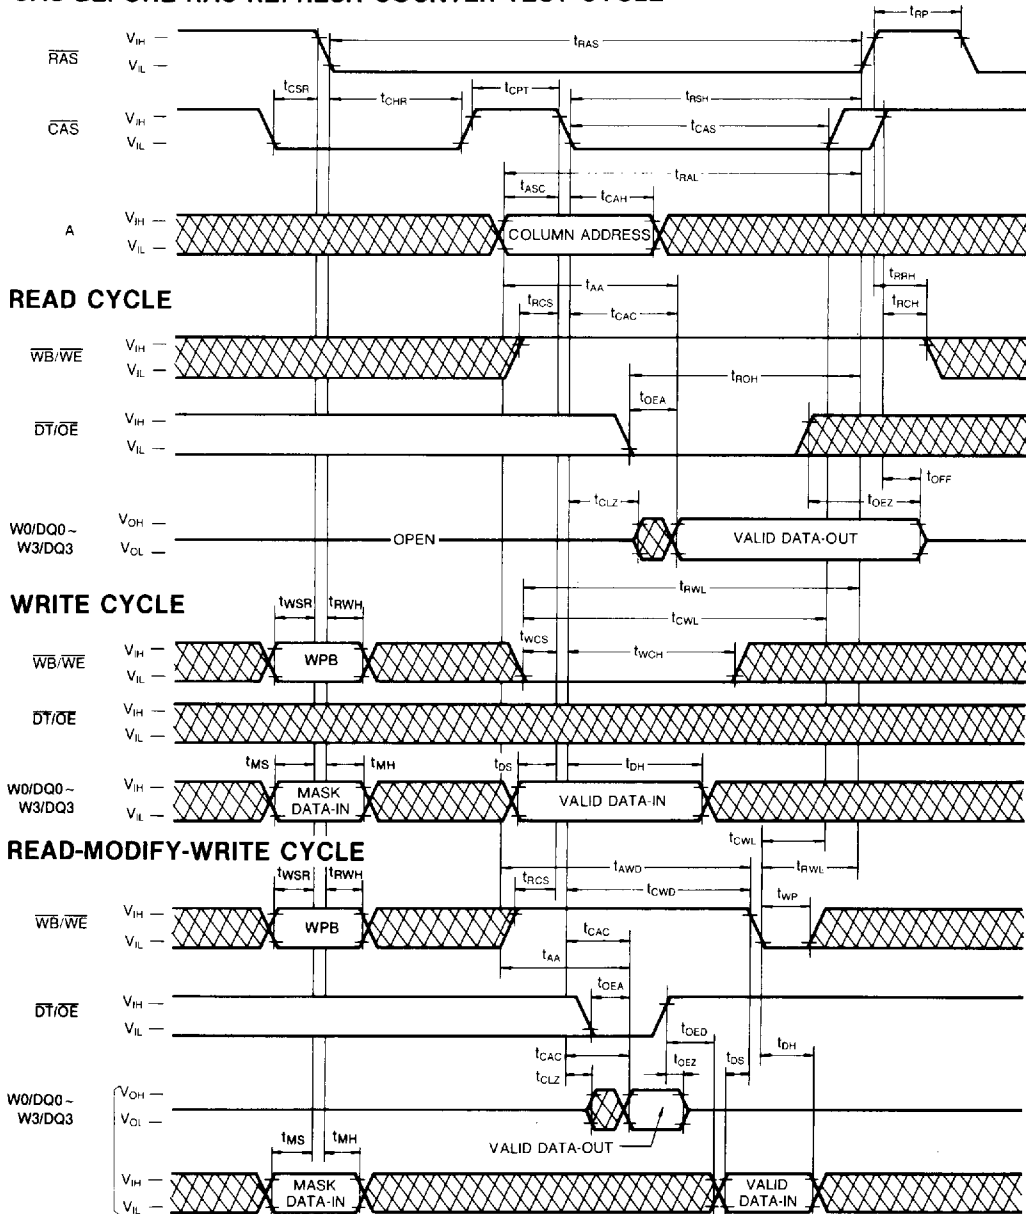 CAS-BEFORE-RAS REFRESH COUNTER TEST CYCLE
tRP
RAS
VIH
VIL
tRAS
tCSR
tCHR
tCPT
tRSH
CAS
VIH
VIL
tCAS
tRAL
tASC
tCAH
A
VIH
VIL
COLUMN ADDRESS
READ CYCLE
tAA
tRRH
tRCS
tCAC
tRCH
WB/WE
VIH
VIL
tROH
tOEA
DT/OE
VIH
VIL
tOFF
tCLZ
tOEZ
W0/DQ0~
W3/DQ3
VOH
VOL
OPEN
VALID DATA-OUT
WRITE CYCLE
tRWL
tWSR
tRWH
tCWL
tWCS
tWCH
WB/WE
VIH
VIL
WPB
DT/OE
VIH
VIL
tMS
tMH
tDS
tDH
W0/DQ0~
W3/DQ3
VIH
VIL
MASK
DATA-IN
VALID DATA-IN
READ-MODIFY-WRITE CYCLE
tCWL
tAWD
tRWL
tWSR
tRWH
tRCS
tCWD
tWP
WB/WE
VIH
VIL
WPB
tCAC
tAA
tOEA
DT/OE
VIH
VIL
tOED
tDH
tCAC
tOEZ
tDS
tCLZ
W0/DQ0~
W3/DQ3
VOH
VOL
VALID DATA-OUT
tMS
tMH
VIH
VIL
MASK
DATA-IN
VALID
DATA-IN